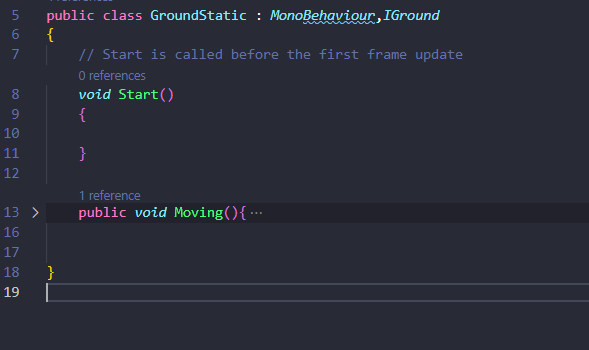 5 public class GroundStatic : MonoBehaviour,IGround
6 {
7 // Start is called before the first frame update
0 references
8 void Start()
9 {
10
11 }
12
1 reference
13 > public void Moving(){ ···
16
17
18 }
19